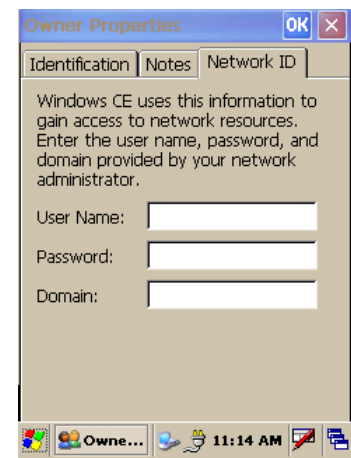 Owner Properties OK
Identification Notes Network ID
Windows CE uses this information to
gain access to network resources.
Enter the user name, password, and
domain provided by your network
administrator.
User Name:
Password:
Domain:
Owne... 11:14 AM